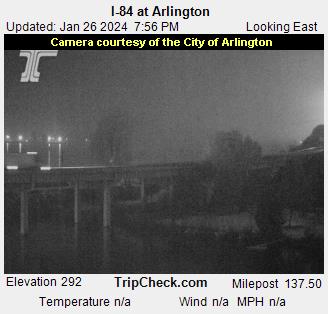 I-84 at Arlington
Updated: Jan 26 2024 7:56 PM Looking East
Camera courtesy of the City of Arlington
Elevation 292 TripCheck.com Milepost 137.50
Temperature n/a Wind n/a MPH n/a